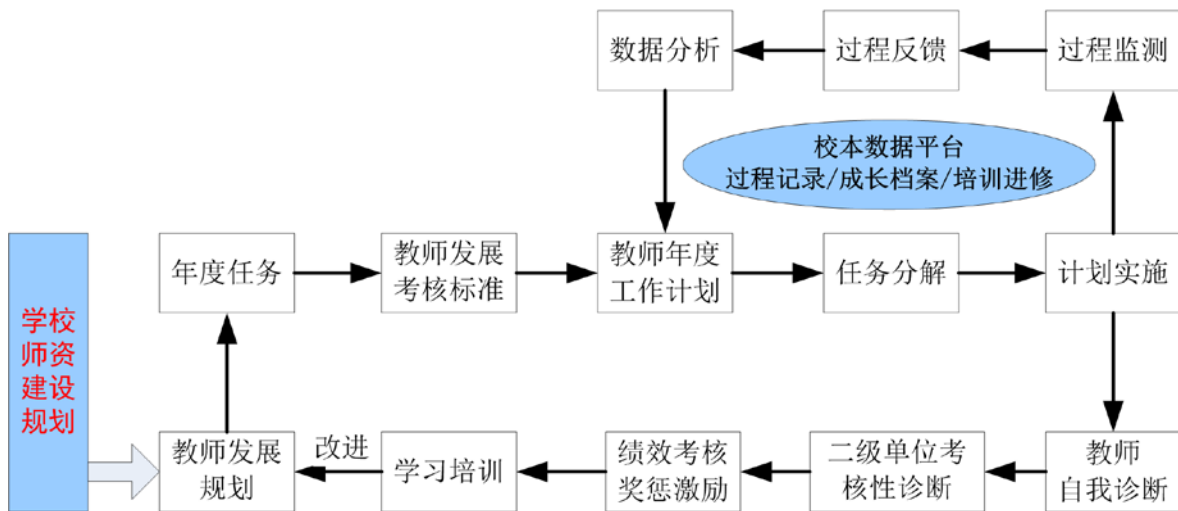 数据分析
过程反馈
过程监测
校本数据平台
过程记录/成长档案/培训进修
学校
师资
建设
规划
年度任务
教师发展
考核标准
教师年度
工作计划
任务分解
计划实施
教师发展
规划
改进
学习培训
绩效考核
奖惩激励
二级单位考
核性诊断
教师
自我诊断